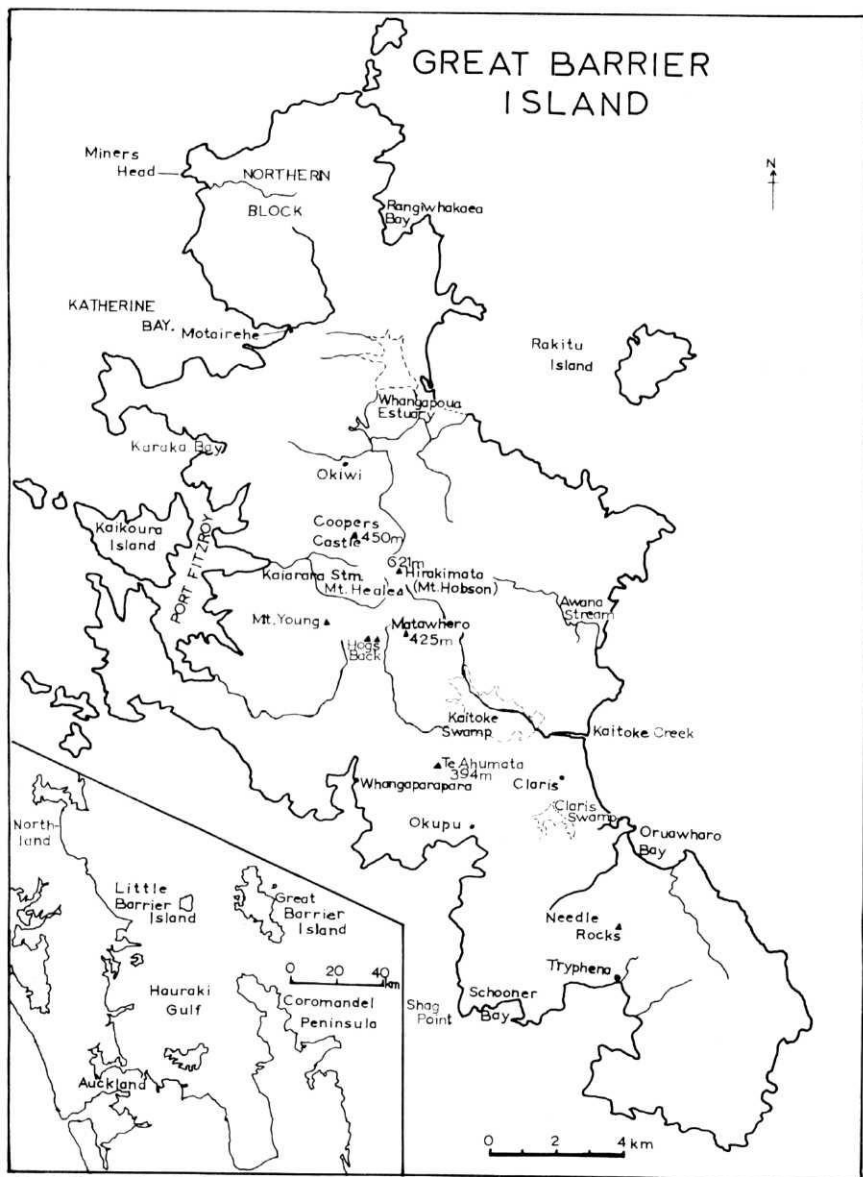 GREAT BARRIER
ISLAND
N
Miners
Head
NORTHERN
BLOCK
Rangiwhakaea
Bay
KATHERINE
BAY.
Motairehe
Rakitu
Island
Whangapoua
Estuary
Karaka Bay
Okiwi
Kaikoura
Island
PORT FITZROY
Coopers
Castle
450m
621m
Hirakimata
(Mt. Hobson)
Kaiarara Stm.
Mt. Heale
Awana
Stream
Mt. Young
Matawhero
425m
Hogs
Back
Kaitoke
Swamp
Kaitoke Creek
Te Ahumata
394m
Whangaparapara
Claris
Claris
Swamp
Okupu
Oruawharo
Bay
Needle
Rocks
Tryphena
Schooner
Bay
Shag
Point
0 2 4 km
North-
land
Little
Barrier
Island
Great
Barrier
Island
0 20 40
km
Hauraki
Gulf
Coromandel
Peninsula
Auckland